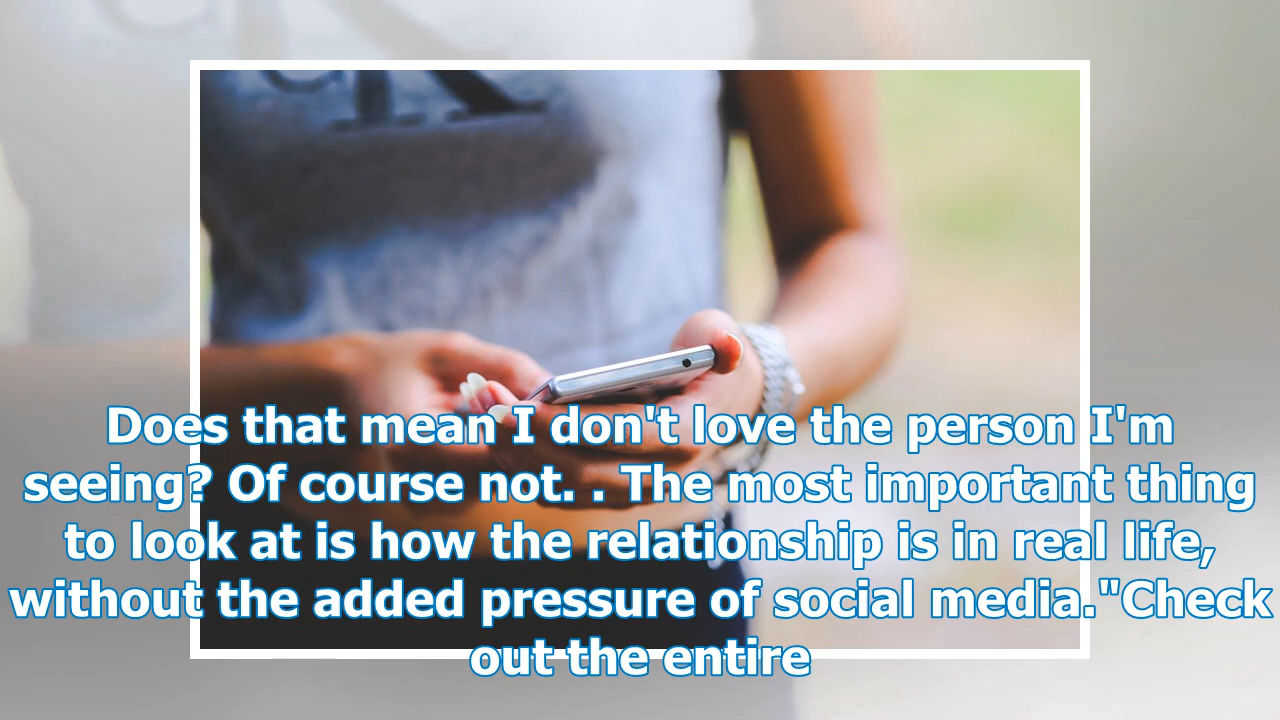 CK
Does that mean I don't love the person I'm
seeing? Of course not. . The most important thing
to look at is how the relationship is in real life,
without the added pressure of social media."Check
out the entire